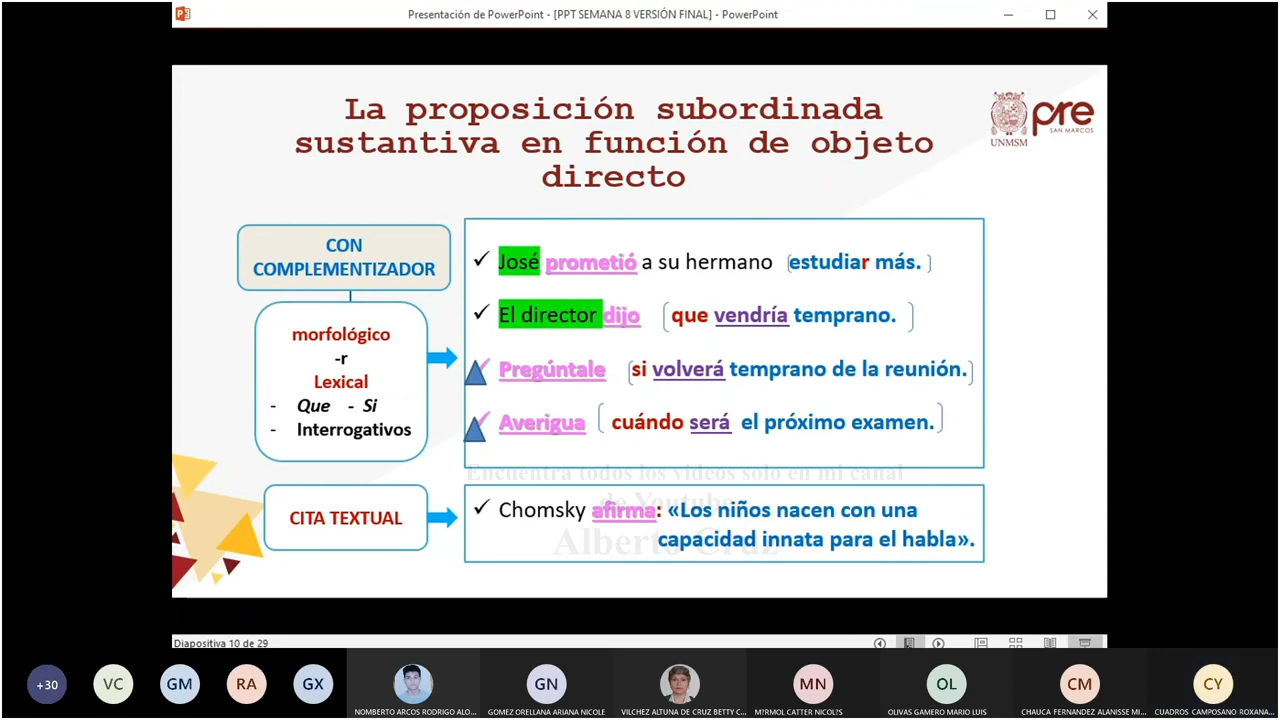 Presentación de PowerPoint - [PPT SEMANA 8 VERSIÓN FINAL] - PowerPoint
La proposición subordinada
sustantiva en función de objeto
directo
UNMSM
pre
SAN MARCOS
CON
COMPLEMENTIZADOR
morfológico
-r
Lexical
- Que - Si
- Interrogativos
✓ José prometió a su hermano (estudiar más. )
✓ El director dijo (que vendría temprano. )
Pregúntale (si volverá temprano de la reunión.)
Averigua ( cuándo será el próximo examen. )
Encuentra todos los videos solo en mi canal
de Youtube
Alberto Cruz
CITA TEXTUAL
✓ Chomsky afirma: «Los niños nacen con una
capacidad innata para el habla».
Diapositiva 10 de 29
+30
VC
GM
RA
GX
NOMBERTO ARCOS RODRIGO ALO...
GN
GOMEZ ORELLANA ARIANA NICOLE
VILCHEZ ALTUNA DE CRUZ BETTY C...
MN
M?RMOL CATTER NICOL?S
OL
OLIVAS GAMERO MARIO LUIS
CM
CHAUCA FERNANDEZ ALANISSE MI...
CY
CUADROS CAMPOSANO ROXANA...